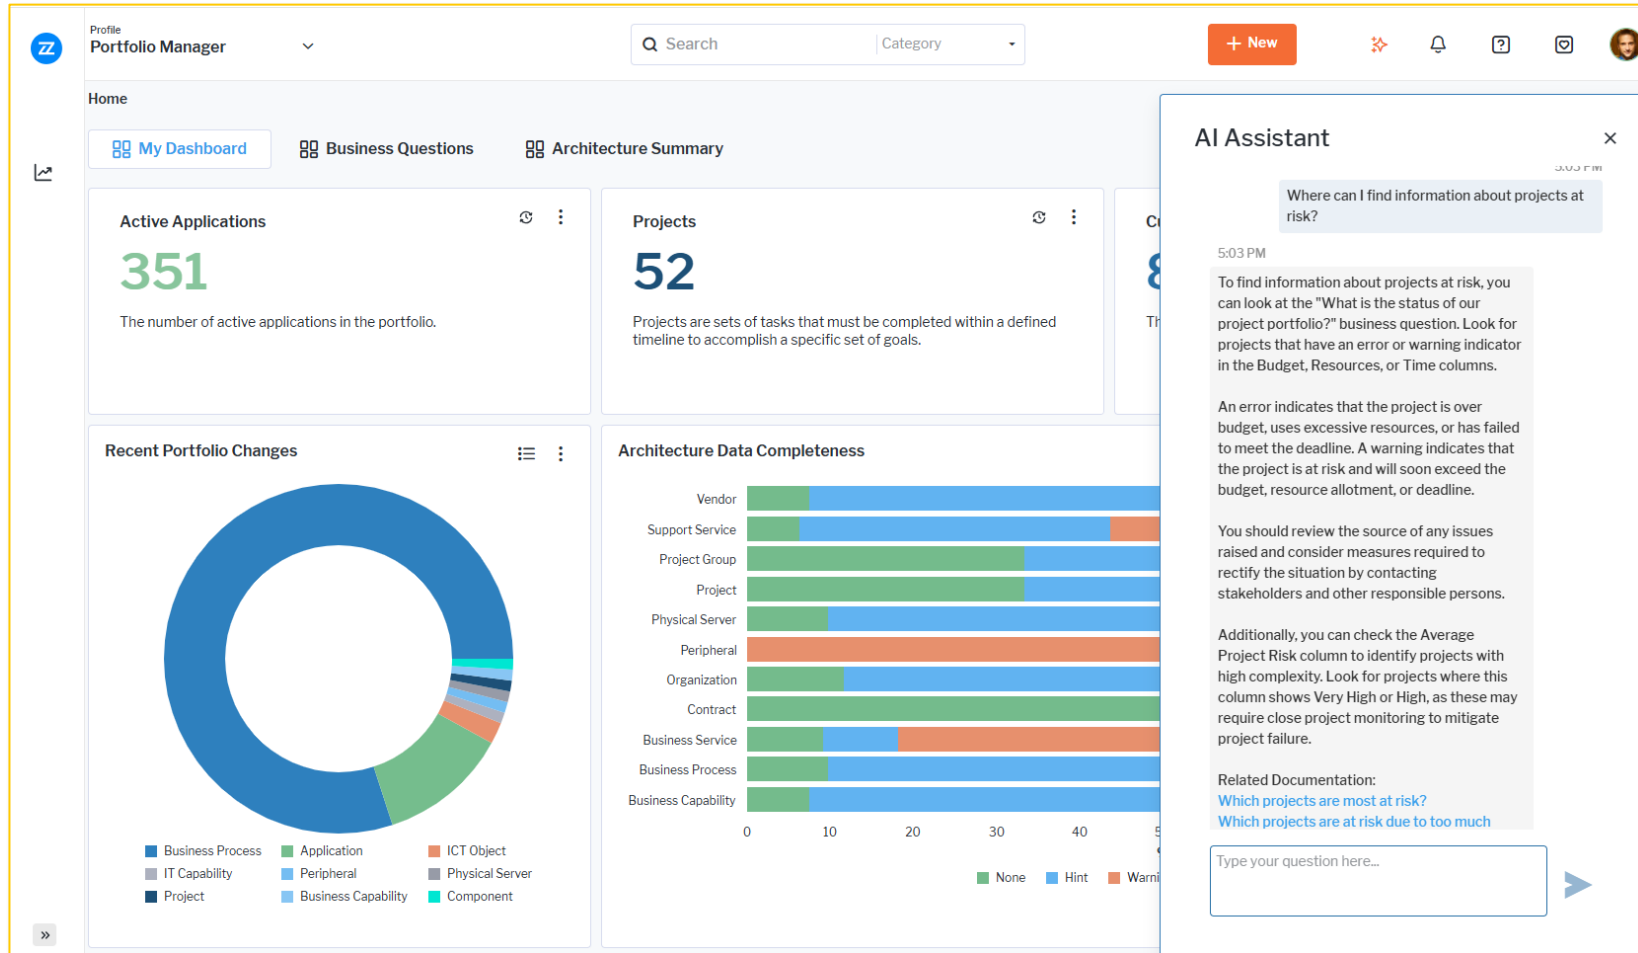 Profile
Portfolio Manager
Search
Category
+ New
Home
My Dashboard
Business Questions
Architecture Summary
Active Applications
351
The number of active applications in the portfolio.
Projects
52
Projects are sets of tasks that must be completed within a defined
timeline to accomplish a specific set of goals.
Recent Portfolio Changes
Business Process
Application
ICT Object
IT Capability
Peripheral
Physical Server
Project
Business Capability
Component
Architecture Data Completeness
Vendor
Support Service
Project Group
Project
Physical Server
Peripheral
Organization
Contract
Business Service
Business Process
Business Capability
0 10 20 30 40
None
Hint
AI Assistant
5:03 PM
Where can I find information about projects at
risk?
5:03 PM
To find information about projects at risk, you
can look at the "What is the status of our
project portfolio?" business question. Look for
projects that have an error or warning indicator
in the Budget, Resources, or Time columns.
An error indicates that the project is over
budget, uses excessive resources, or has failed
to meet the deadline. A warning indicates that
the project is at risk and will soon exceed the
budget, resource allotment, or deadline.
You should review the source of any issues
raised and consider measures required to
rectify the situation by contacting
stakeholders and other responsible persons.
Additionally, you can check the Average
Project Risk column to identify projects with
high complexity. Look for projects where this
column shows Very High or High, as these may
require close project monitoring to mitigate
project failure.
Related Documentation:
Which projects are most at risk?
Which projects are at risk due to too much
Type your question here...